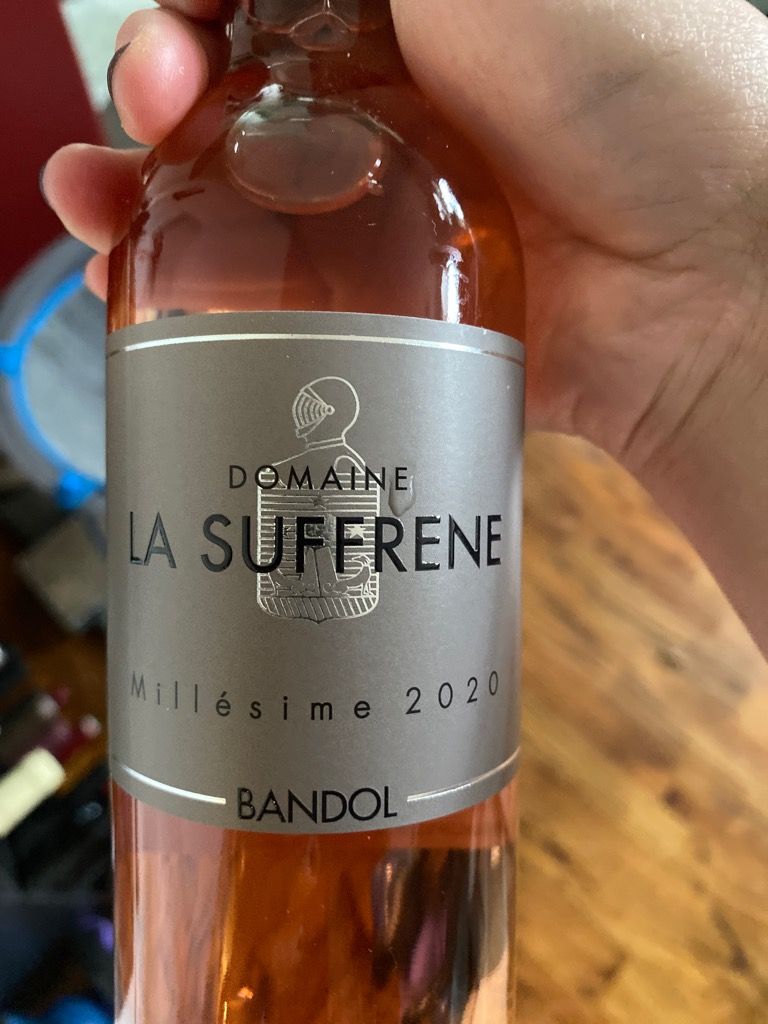 DOMAINE
LA SUFFRENE
Millésime 2020
BANDOL